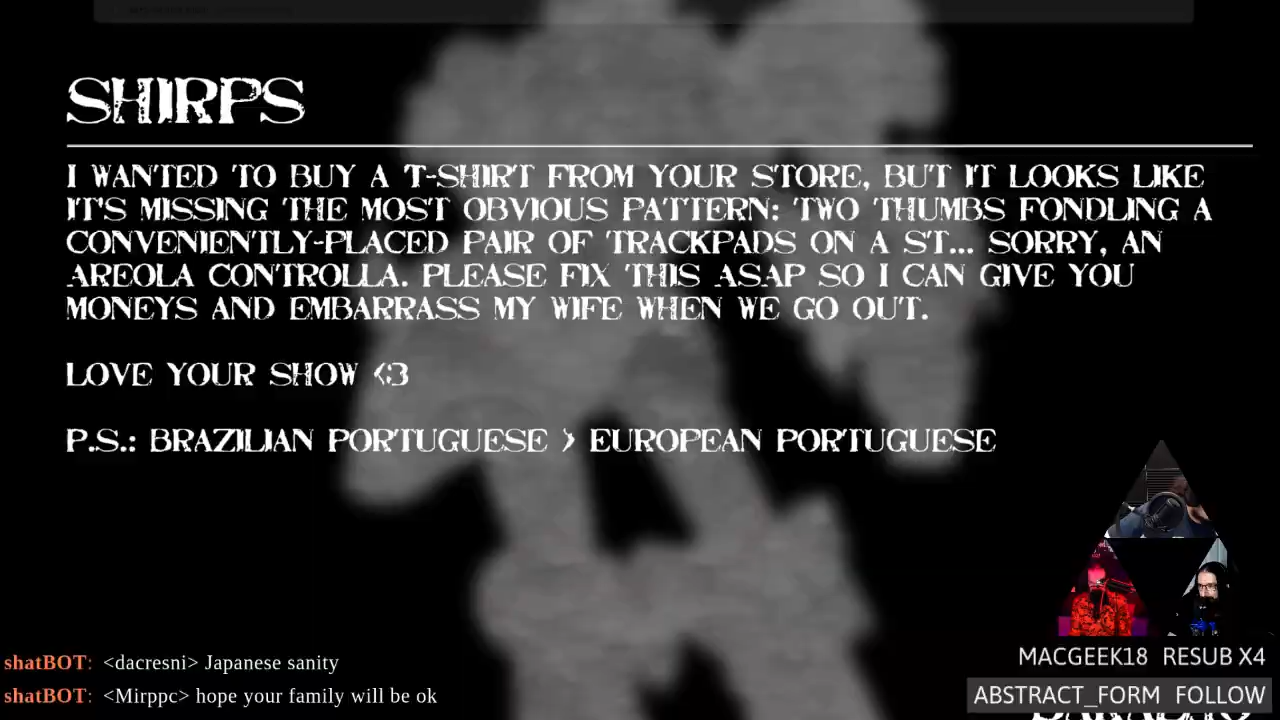 SHIRPS
I WANTED TO BUY A T-SHIRT FROM YOUR STORE, BUT IT LOOKS LIKE
IT'S MISSING THE MOST OBVIOUS PATTERN: TWO THUMBS FONDLING A
CONVENIENTLY-PLACED PAIR OF TRACKPADS ON A ST... SORRY, AN
AREOLA CONTROLLA. PLEASE FIX THIS ASAP SO I CAN GIVE YOU
MONEYS AND EMBARRASS MY WIFE WHEN WE GO OUT.
LOVE YOUR SHOW <3
P.S.: BRAZILIAN PORTUGUESE > EUROPEAN PORTUGUESE
shatBOT: <dacresni> Japanese sanity
shatBOT: <Mirppc> hope your family will be ok
MACGEEK18 RESUB X4
ABSTRACT_FORM FOLLOW